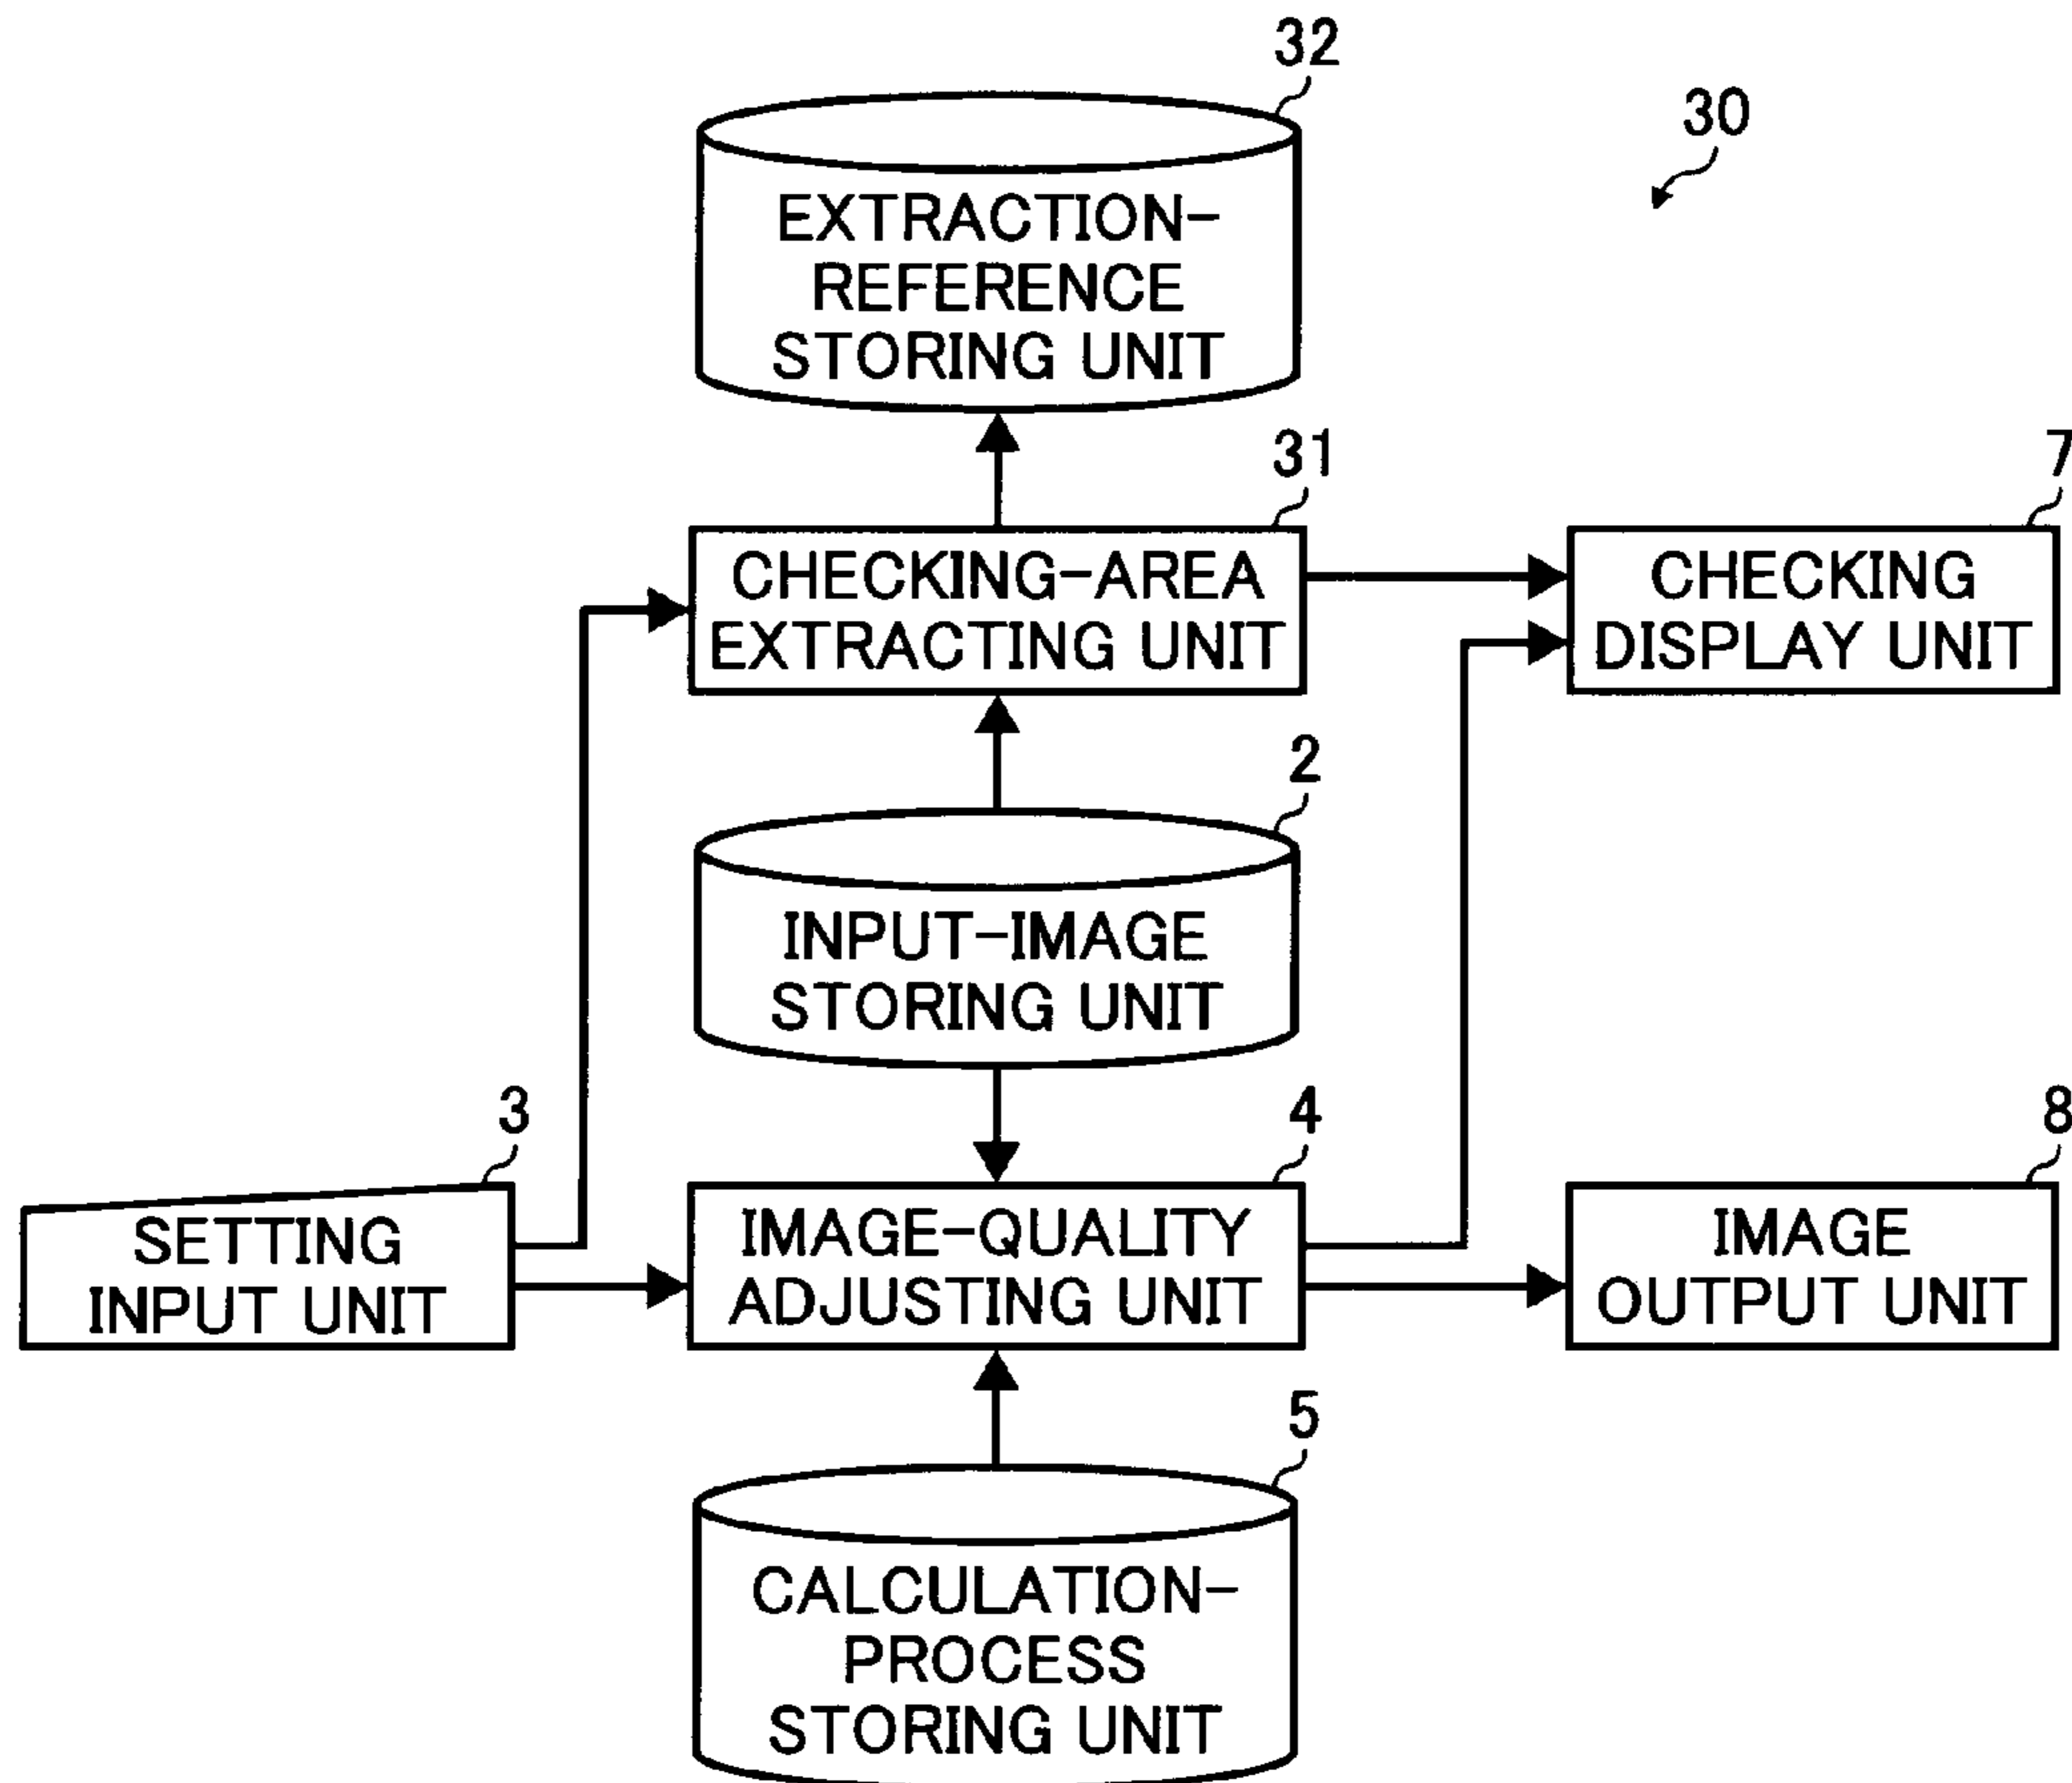 32
30
EXTRACTION-
REFERENCE
STORING UNIT
31
7
CHECKING-AREA
EXTRACTING UNIT
CHECKING
DISPLAY UNIT
2
INPUT-IMAGE
STORING UNIT
3
4
8
SETTING
INPUT UNIT
IMAGE-QUALITY
ADJUSTING UNIT
IMAGE
OUTPUT UNIT
5
CALCULATION-
PROCESS
STORING UNIT